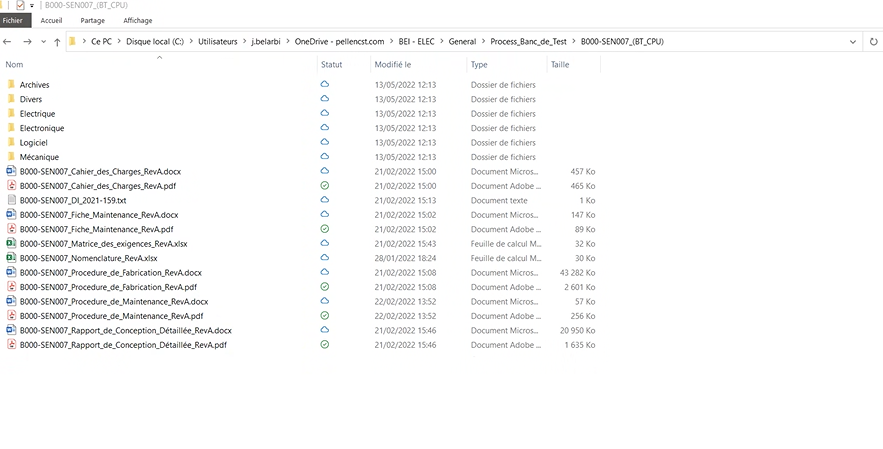 B000-SEN007_(BT_CPU)
Fichier Accueil Partage Affichage
Ce PC Disque local (C:) Utilisateurs j.belarbi OneDrive - pellencst.com BEI - ELEC General Process_Banc_de_Test B000-SEN007_(BT_CPU)
Nom Statut Modifié le Type Taille
Archives 13/05/2022 12:13 Dossier de fichiers
Divers 13/05/2022 12:13 Dossier de fichiers
Electrique 13/05/2022 12:13 Dossier de fichiers
Electronique 13/05/2022 12:13 Dossier de fichiers
Logiciel 13/05/2022 12:13 Dossier de fichiers
Mécanique 13/05/2022 12:13 Dossier de fichiers
B000-SEN007_Cahier_des_Charges_RevA.docx 21/02/2022 15:00 Document Micros... 457 Ko
B000-SEN007_Cahier_des_Charges_RevA.pdf 21/02/2022 15:00 Document Adobe ... 465 Ko
B000-SEN007_DI_2021-159.txt 21/02/2022 15:13 Document texte 1 Ko
B000-SEN007_Fiche_Maintenance_RevA.docx 21/02/2022 15:02 Document Micros... 147 Ko
B000-SEN007_Fiche_Maintenance_RevA.pdf 21/02/2022 15:02 Document Adobe ... 89 Ko
B000-SEN007_Matrice_des_exigences_RevA.xlsx 21/02/2022 15:43 Feuille de calcul M... 32 Ko
B000-SEN007_Nomenclature_RevA.xlsx 28/01/2022 18:24 Feuille de calcul M... 30 Ko
B000-SEN007_Procedure_de_Fabrication_RevA.docx 21/02/2022 15:08 Document Micros... 43 282 Ko
B000-SEN007_Procedure_de_Fabrication_RevA.pdf 21/02/2022 15:08 Document Adobe ... 2 601 Ko
B000-SEN007_Procedure_de_Maintenance_RevA.docx 22/02/2022 13:52 Document Micros... 57 Ko
B000-SEN007_Procedure_de_Maintenance_RevA.pdf 22/02/2022 13:52 Document Adobe ... 256 Ko
B000-SEN007_Rapport_de_Conception_Détaillée_RevA.docx 21/02/2022 15:46 Document Micros... 20 950 Ko
B000-SEN007_Rapport_de_Conception_Détaillée_RevA.pdf 21/02/2022 15:46 Document Adobe ... 1 635 Ko